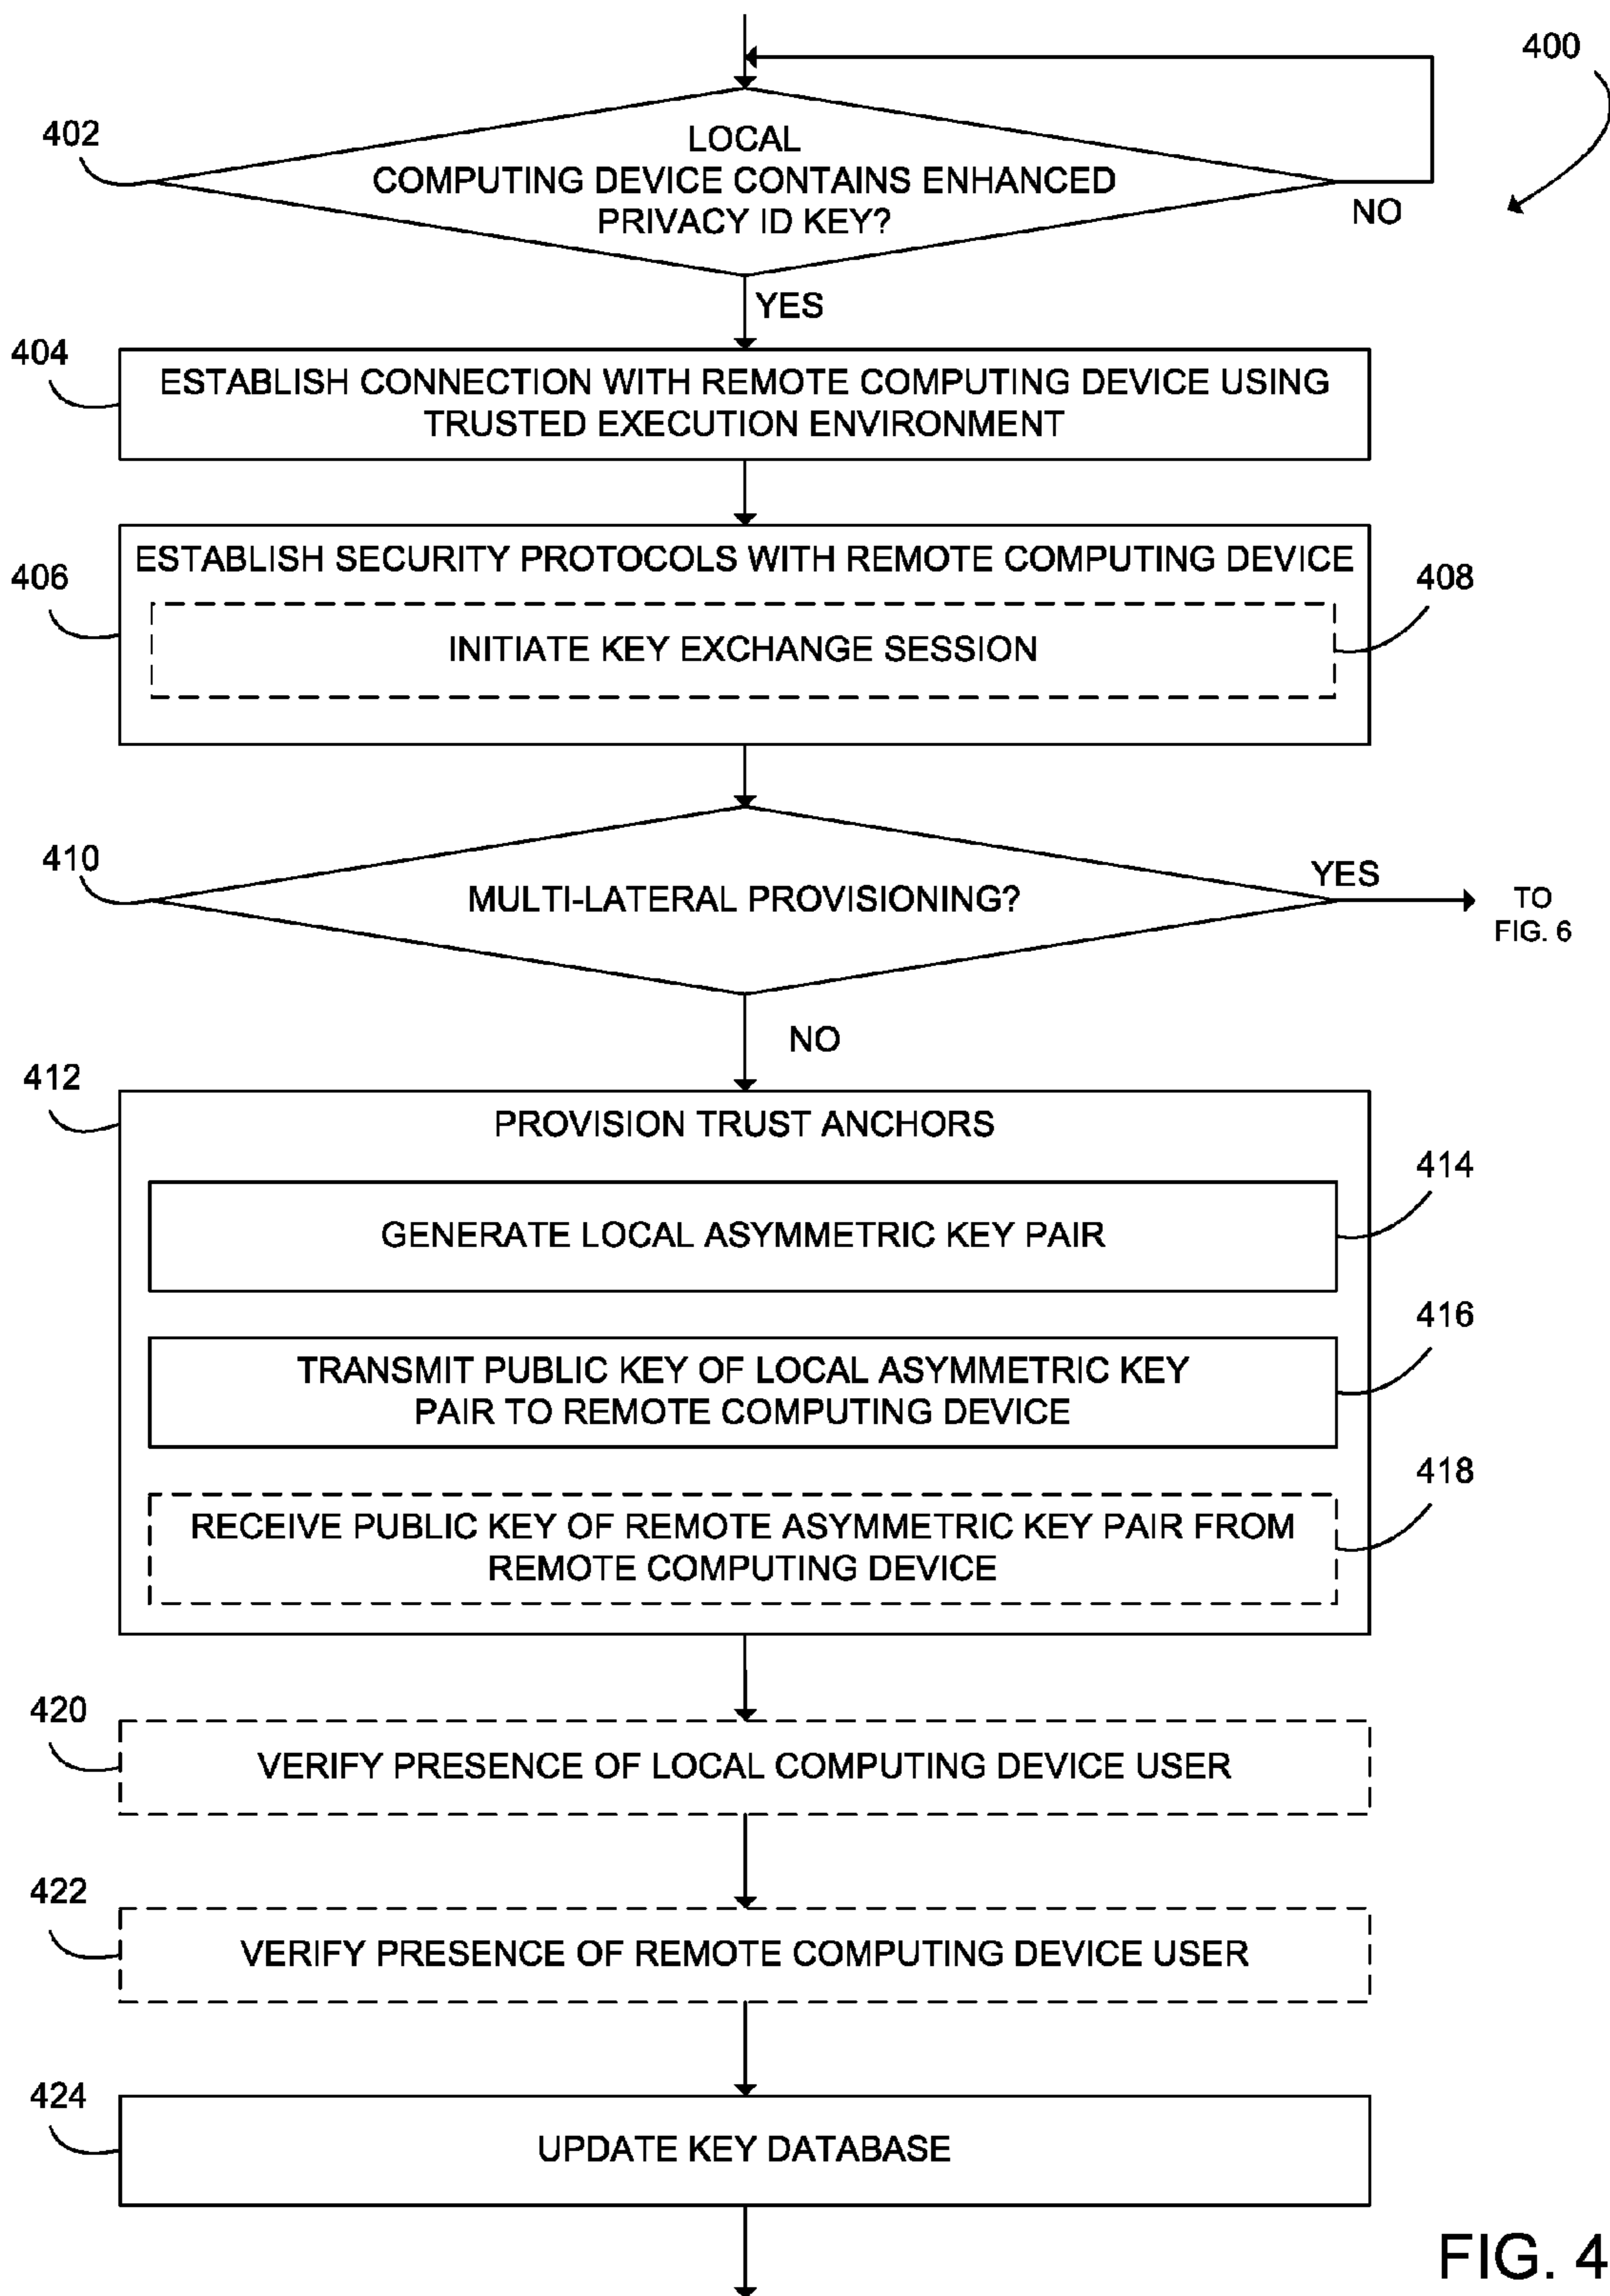 400
402
LOCAL
COMPUTING DEVICE CONTAINS ENHANCED
PRIVACY ID KEY?
NO
YES
404
ESTABLISH CONNECTION WITH REMOTE COMPUTING DEVICE USING
TRUSTED EXECUTION ENVIRONMENT
406
ESTABLISH SECURITY PROTOCOLS WITH REMOTE COMPUTING DEVICE
408
INITIATE KEY EXCHANGE SESSION
410
MULTI-LATERAL PROVISIONING?
YES
TO
FIG. 6
NO
412
PROVISION TRUST ANCHORS
414
GENERATE LOCAL ASYMMETRIC KEY PAIR
416
TRANSMIT PUBLIC KEY OF LOCAL ASYMMETRIC KEY
PAIR TO REMOTE COMPUTING DEVICE
418
RECEIVE PUBLIC KEY OF REMOTE ASYMMETRIC KEY PAIR FROM
REMOTE COMPUTING DEVICE
420
VERIFY PRESENCE OF LOCAL COMPUTING DEVICE USER
422
VERIFY PRESENCE OF REMOTE COMPUTING DEVICE USER
424
UPDATE KEY DATABASE
FIG. 4